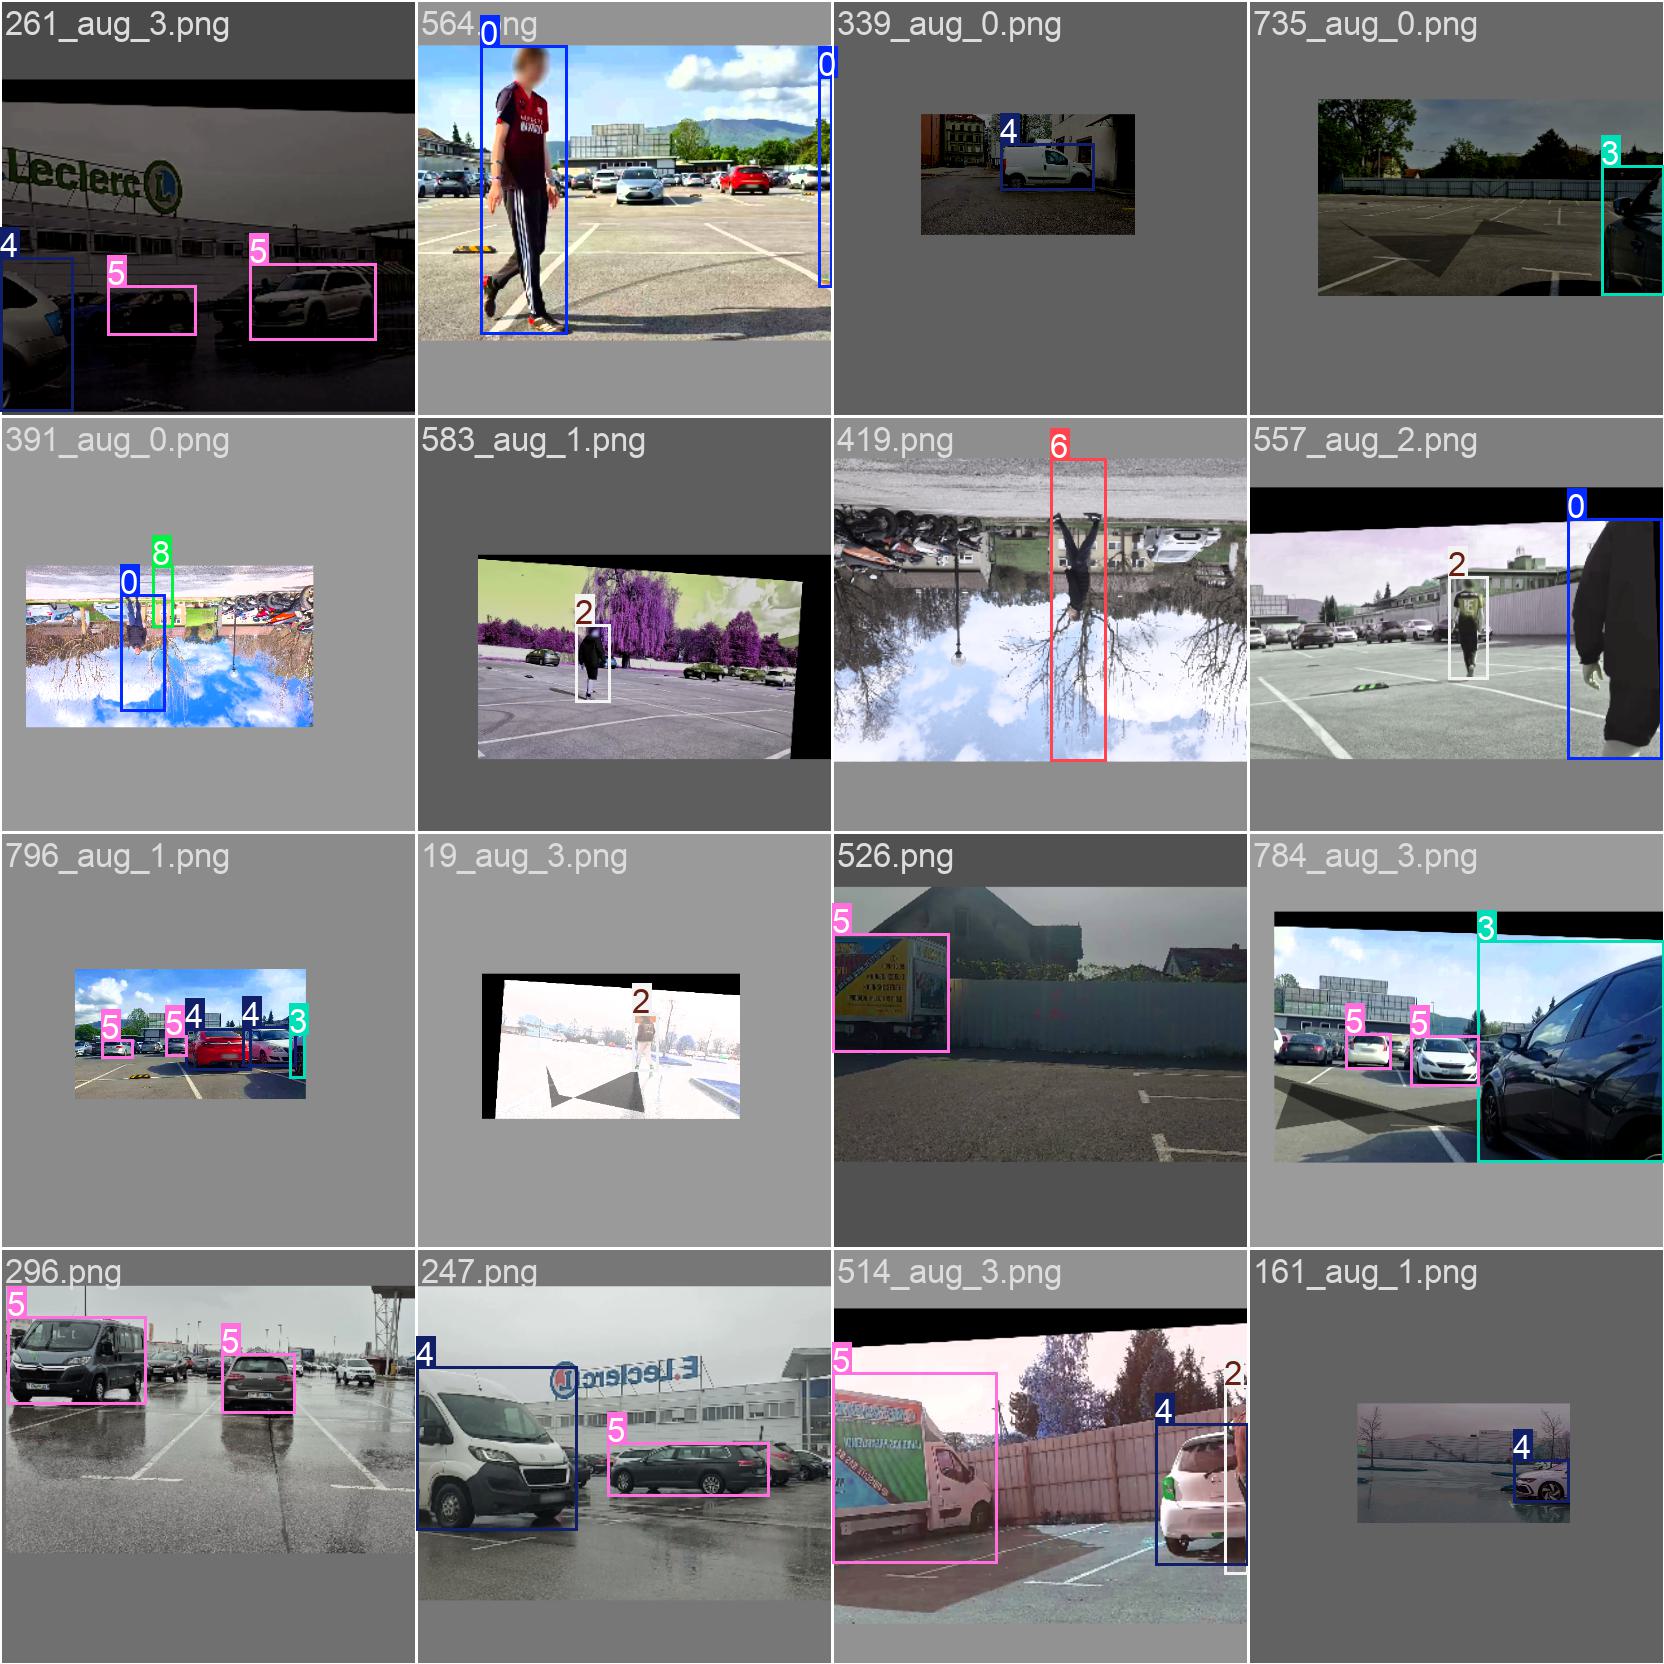 261_aug_3.png
564.png
339_aug_0.png
735_aug_0.png
0
0
4
3
Leclerc L
4
5
5
391_aug_0.png
583_aug_1.png
419.png
557_aug_2.png
8
0
2
6
2
0
16
796_aug_1.png
19_aug_3.png
526.png
784_aug_3.png
5
5
4
4
3
2
5
3
5
5
296.png
247.png
514_aug_3.png
161_aug_1.png
5
5
4
E.Leclerc L
5
5
4
2
4